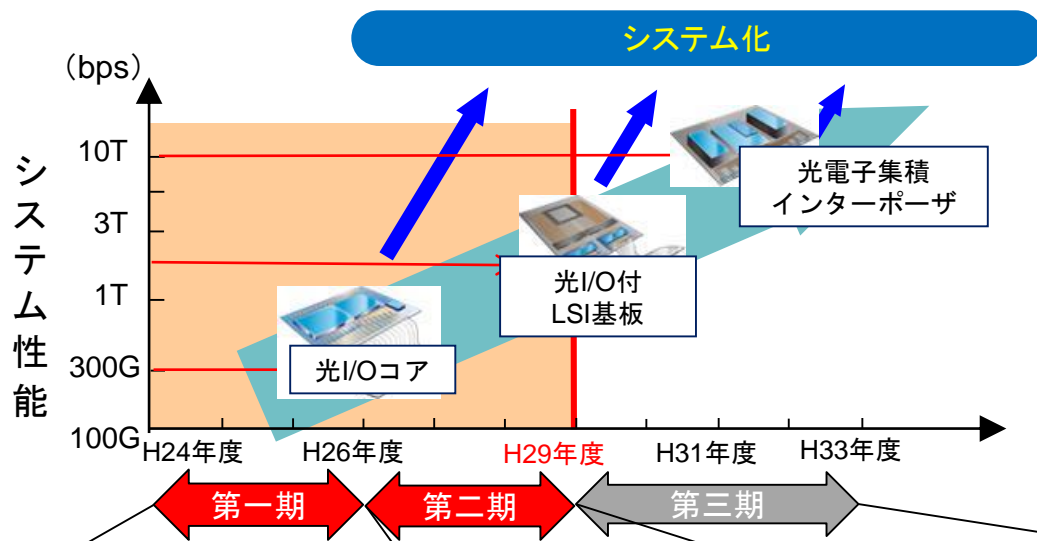 システム化
（bps）
システム性能
10T
3T
1T
300G
100G
光電子集積
インターポーザ
光I/O付
LSI基板
光I/Oコア
H24年度
H26年度
H29年度
H31年度
H33年度
第一期
第二期
第三期